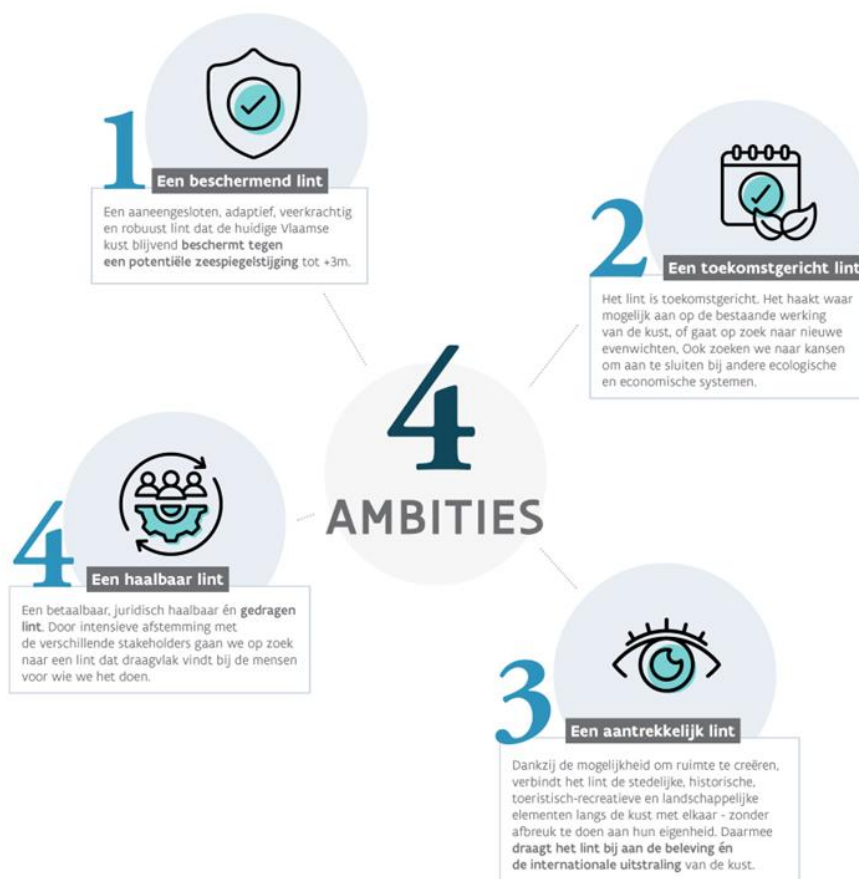 1
Een beschermend lint
Een aaneengesloten, adaptief, veerkrachtig
en robuust lint dat de huidige Vlaamse
kust blijvend beschermt tegen
een potentiële zeespiegelstijging tot +3m.
2
Een toekomstgericht lint
Het lint is toekomstgericht. Het haakt waar
mogelijk aan op de bestaande werking
van de kust, of gaat op zoek naar nieuwe
evenwichten, Ook zoeken we naar kansen
om aan te sluiten bij andere ecologische
en economische systemen.
4
AMBITIES
4
Een haalbaar lint
Een betaalbaar, juridisch haalbaar én gedragen
lint. Door intensieve afstemming met
de verschillende stakeholders gaan we op zoek
naar een lint dat draagvlak vindt bij de mensen
voor wie we het doen.
3
Een aantrekkelijk lint
Dankzij de mogelijkheid om ruimte te creëren,
verbindt het lint de stedelijke, historische,
toeristisch-recreatieve en landschappelijke
elementen langs de kust met elkaar - zonder
afbreuk te doen aan hun eigenheid. Daarmee
draagt het lint bij aan de beleving én
de internationale uitstraling van de kust.